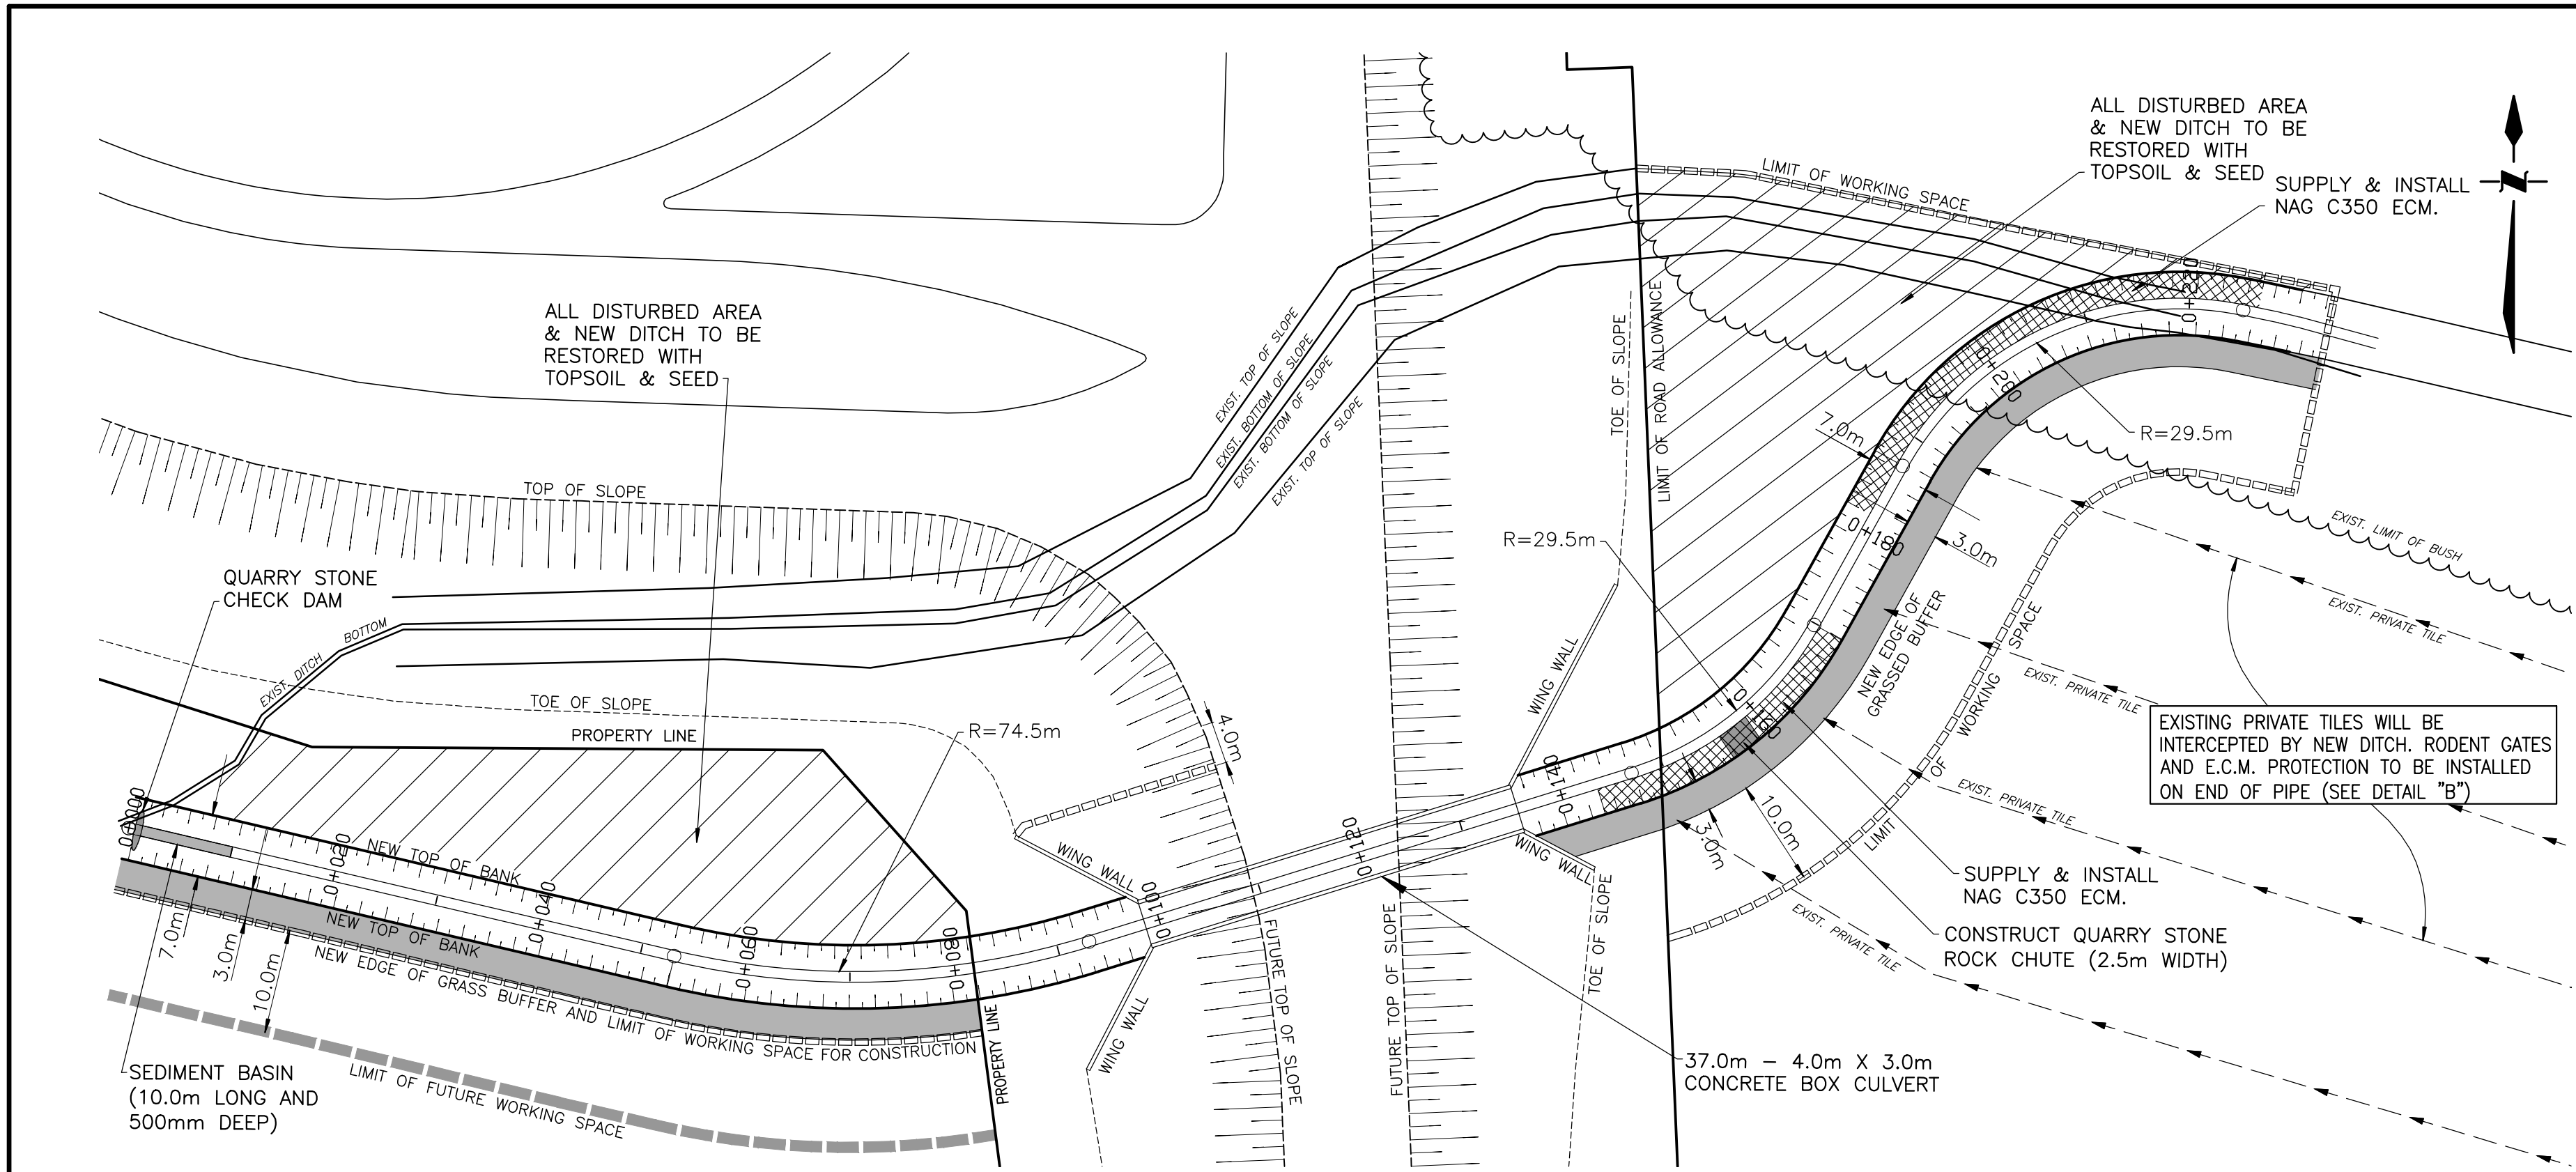 ALL DISTURBED AREA
& NEW DITCH TO BE
RESTORED WITH
TOPSOIL & SEED
SUPPLY & INSTALL
NAG C350 ECM.
N
LIMIT OF WORKING SPACE
ALL DISTURBED AREA
& NEW DITCH TO BE
RESTORED WITH
TOPSOIL & SEED
EXIST. TOP OF SLOPE
EXIST. BOTTOM OF SLOPE
EXIST. BOTTOM OF SLOPE
EXIST. TOP OF SLOPE
TOE OF SLOPE
LIMIT OF ROAD ALLOWANCE
0+220
0+200
R=29.5m
7.0m
TOP OF SLOPE
R=29.5m
0+180
3.0m
EXIST. LIMIT OF BUSH
QUARRY STONE
CHECK DAM
BOTTOM
EXIST. DITCH
TOE OF SLOPE
PROPERTY LINE
R=74.5m
4.0m
WING WALL
NEW EDGE OF
GRASSED BUFFER
LIMIT OF WORKING SPACE
EXIST. PRIVATE TILE
EXIST. PRIVATE TILE
EXIST. PRIVATE TILE
EXIST. PRIVATE TILE
EXISTING PRIVATE TILES WILL BE
INTERCEPTED BY NEW DITCH. RODENT GATES
AND E.C.M. PROTECTION TO BE INSTALLED
ON END OF PIPE (SEE DETAIL "B")
0+000
0+020
NEW TOP OF BANK
0+040
0+060
0+080
0+100
0+120
0+140
WING WALL
WING WALL
3.0m
10.0m
SUPPLY & INSTALL
NAG C350 ECM.
CONSTRUCT QUARRY STONE
ROCK CHUTE (2.5m WIDTH)
7.0m
3.0m
10.0m
NEW TOP OF BANK
NEW EDGE OF GRASS BUFFER AND LIMIT OF WORKING SPACE FOR CONSTRUCTION
LIMIT OF FUTURE WORKING SPACE
PROPERTY LINE
WING WALL
FUTURE TOP OF SLOPE
FUTURE TOP OF SLOPE
TOE OF SLOPE
37.0m – 4.0m X 3.0m
CONCRETE BOX CULVERT
SEDIMENT BASIN
(10.0m LONG AND
500mm DEEP)